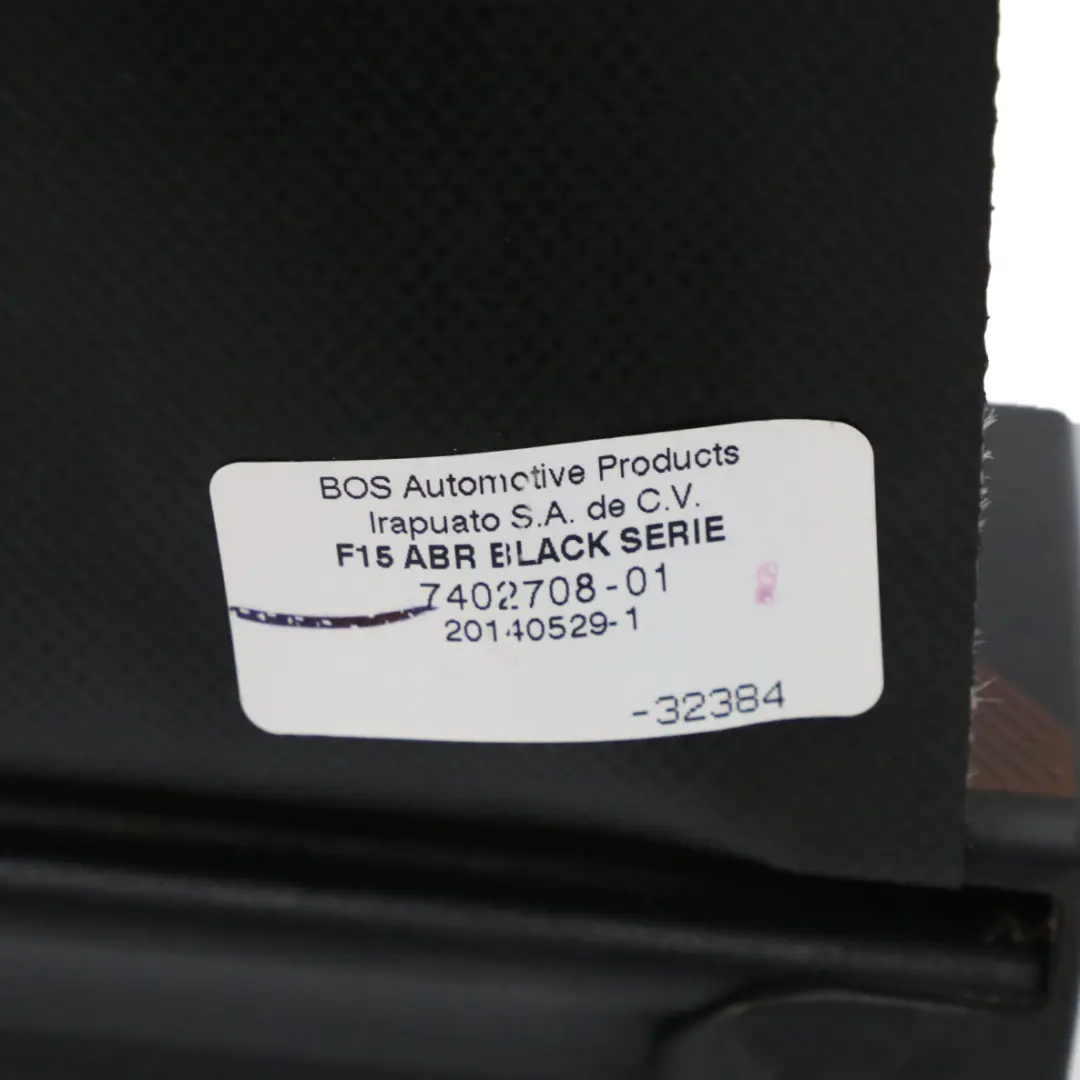 BOS Automotive Products
Irapuato S.A. de C.V.
F15 ABR BLACK SERIE
7402708-01
20140529-1
-32384